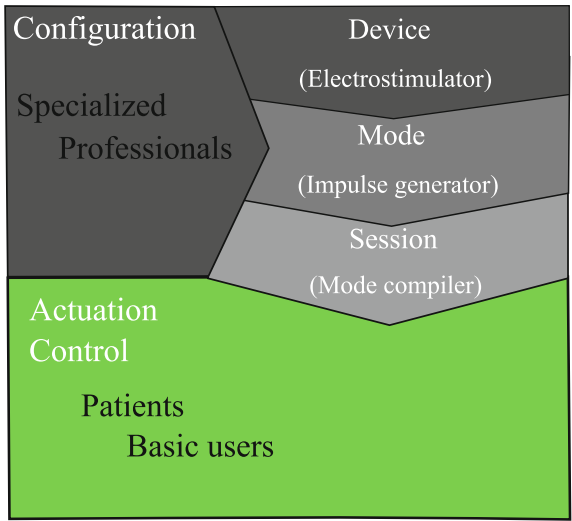 Configuration
Specialized
Professionals
Device
(Electrostimulator)
Mode
(Impulse generator)
Session
(Mode compiler)
Actuation
Control
Patients
Basic users